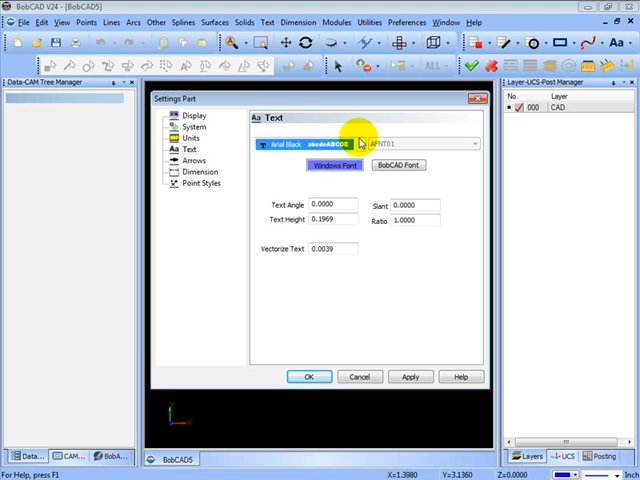 BobCAD V24 - [BobCAD5]
File Edit View Points Lines Arcs Other Splines Surfaces Solids Text Dimension Modules Utilities Preferences Window Help
ALL
Data-CAM Tree Manager
Layer-UCS-Post Manager
No. Layer
000 CAD
Settings Part
Display
System
Units
Text
Arrows
Dimension
Point Styles
Aa Text
Arial Black abcdeABCDE AFNT01
Windows Font BobCAD Font
Text Angle 0.0000 Slant 0.0000
Text Height 0.1969 Ratio 1.0000
Vectorize Text 0.0039
OK Cancel Apply Help
Y
X
Data... CAM... BobA...
BobCAD5
Layers UCS Posting
For Help, press F1
X=1.3980 Y=3.1360 Z=0.0000 Inch